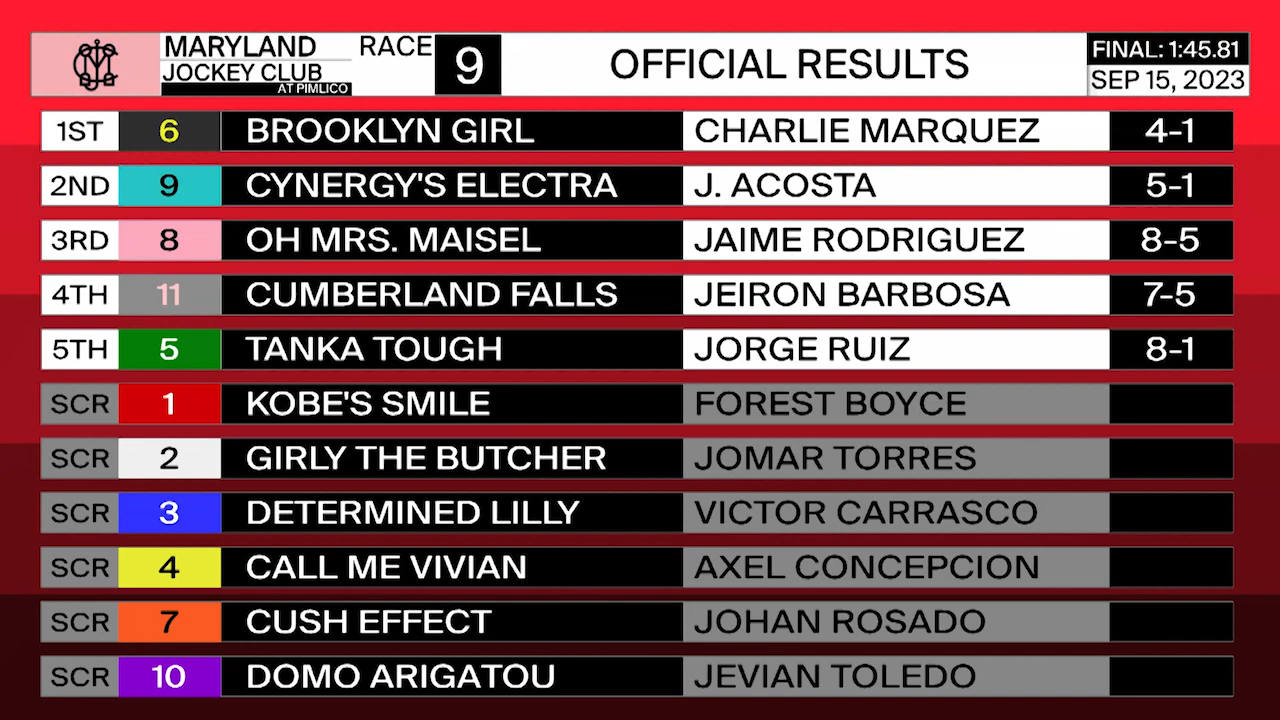 MARYLAND
JOCKEY CLUB
AT PIMLICO
RACE 9
OFFICIAL RESULTS
FINAL: 1:45.81
SEP 15, 2023
1ST 6 BROOKLYN GIRL CHARLIE MARQUEZ 4-1
2ND 9 CYNERGY'S ELECTRA J. ACOSTA 5-1
3RD 8 OH MRS. MAISEL JAIME RODRIGUEZ 8-5
4TH 11 CUMBERLAND FALLS JEIRON BARBOSA 7-5
5TH 5 TANKA TOUGH JORGE RUIZ 8-1
SCR 1 KOBE'S SMILE FOREST BOYCE
SCR 2 GIRLY THE BUTCHER JOMAR TORRES
SCR 3 DETERMINED LILLY VICTOR CARRASCO
SCR 4 CALL ME VIVIAN AXEL CONCEPCION
SCR 7 CUSH EFFECT JOHAN ROSADO
SCR 10 DOMO ARIGATOU JEVIAN TOLEDO